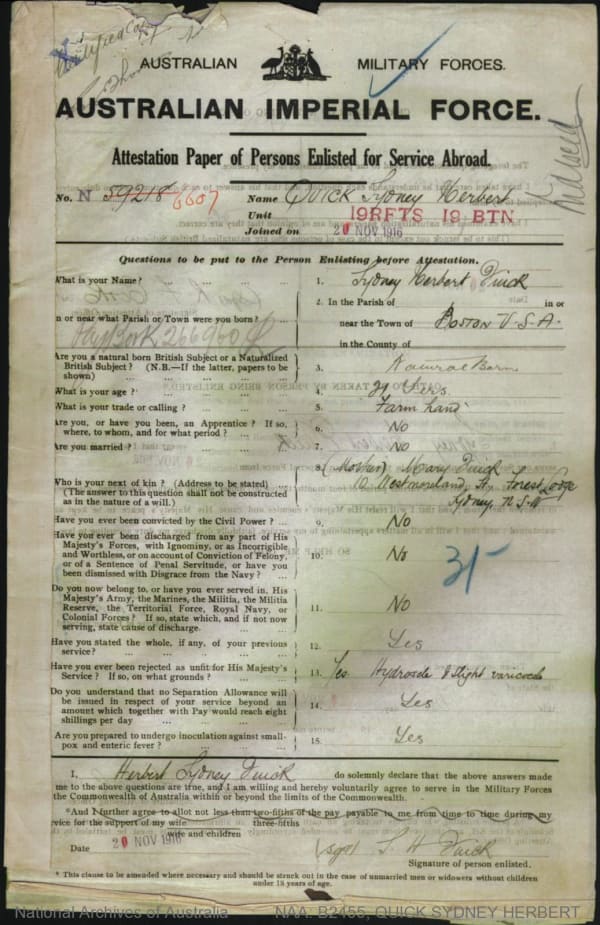 Certified Copy
AUSTRALIAN MILITARY FORCES.
AUSTRALIAN IMPERIAL FORCE.
Attestation Paper of Persons Enlisted for Service Abroad.
No. N 59218 6607 Name QUICK Sydney Herbert
Unit 19RFTS 19 BTN
Joined on 20 NOV 1916
Questions to be put to the Person Enlisting before Attestation.
What is your Name? ... 1. Sydney Herbert Quick
n or near what Parish or Town were you born? 2. In the Parish of in or
near the Town of BOSTON U.S.A.
in the County of
Pay Book 266960
Are you a natural born British Subject or a Naturalized
British Subject? (N.B.—If the latter, papers to be
shown) ... 3. Natural Born
What is your age? ... 4. 29 Yrs
What is your trade or calling? ... 5. Farm Hand
Are you, or have you been, an Apprentice? If so,
where, to whom, and for what period? ... 6. No
Are you married? ... 7. No
Who is your next of kin? (Address to be stated) ... 8. (Mother) Mary Quick
(The answer to this question shall not be construed
as in the nature of a will.) 10 Westmoreland St. Forest Lodge
Sydney N.S.W
Have you ever been convicted by the Civil Power? ... 9. No
Have you ever been discharged from any part of His
Majesty's Forces, with Ignominy, or as Incorrigible
and Worthless, or on account of Conviction of Felony,
or of a Sentence of Penal Servitude, or have you
been dismissed with Disgrace from the Navy? ... 10. No
3/-
Do you now belong to, or have you ever served in, His
Majesty's Army, the Marines, the Militia, the Militia
Reserve, the Territorial Force, Royal Navy, or
Colonial Forces? If so, state which, and if not now
serving, state cause of discharge. ... 11. No
Have you stated the whole, if any, of your previous
service? ... 12. Yes
Have you ever been rejected as unfit for His Majesty's
Service? If so, on what grounds? ... 13. Yes Hydrocele & slight varicocele
Do you understand that no Separation Allowance will
be issued in respect of your service beyond an
amount which together with Pay would reach eight
shillings per day ... 14. Yes
Are you prepared to undergo inoculation against small-
pox and enteric fever? ... 15. Yes
I, Herbert Sydney Quick do solemnly declare that the above answers made
me to the above questions are true, and I am willing and hereby voluntarily agree to serve in the Military Forces
the Commonwealth of Australia within or beyond the limits of the Commonwealth.
*And I further agree to allot not less than two-fifths of the pay payable to me from time to time during my
three-fifths
rvice for the support of my wife
wife and children
Date 20 NOV 1916 (sgd) S H Quick
Signature of person enlisted.
* This clause to be amended where necessary and should be struck out in the case of unmarried men or widowers without children
under 18 years of age.
National Archives of Australia NAA: B2455, QUICK SYDNEY HERBERT